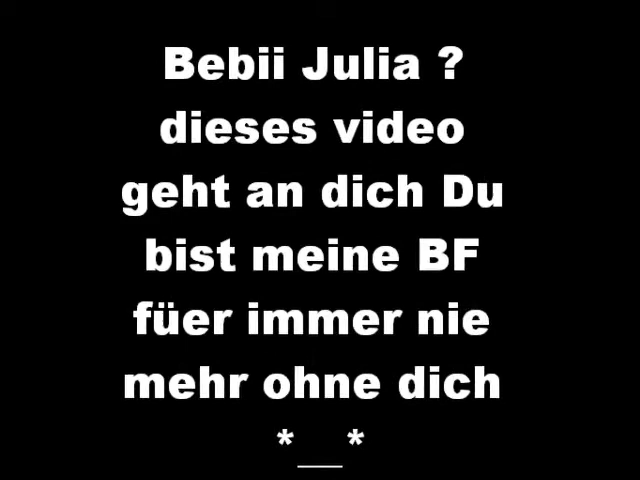 Bebii Julia ?
dieses video
geht an dich Du
bist meine BF
füer immer nie
mehr ohne dich
*__*